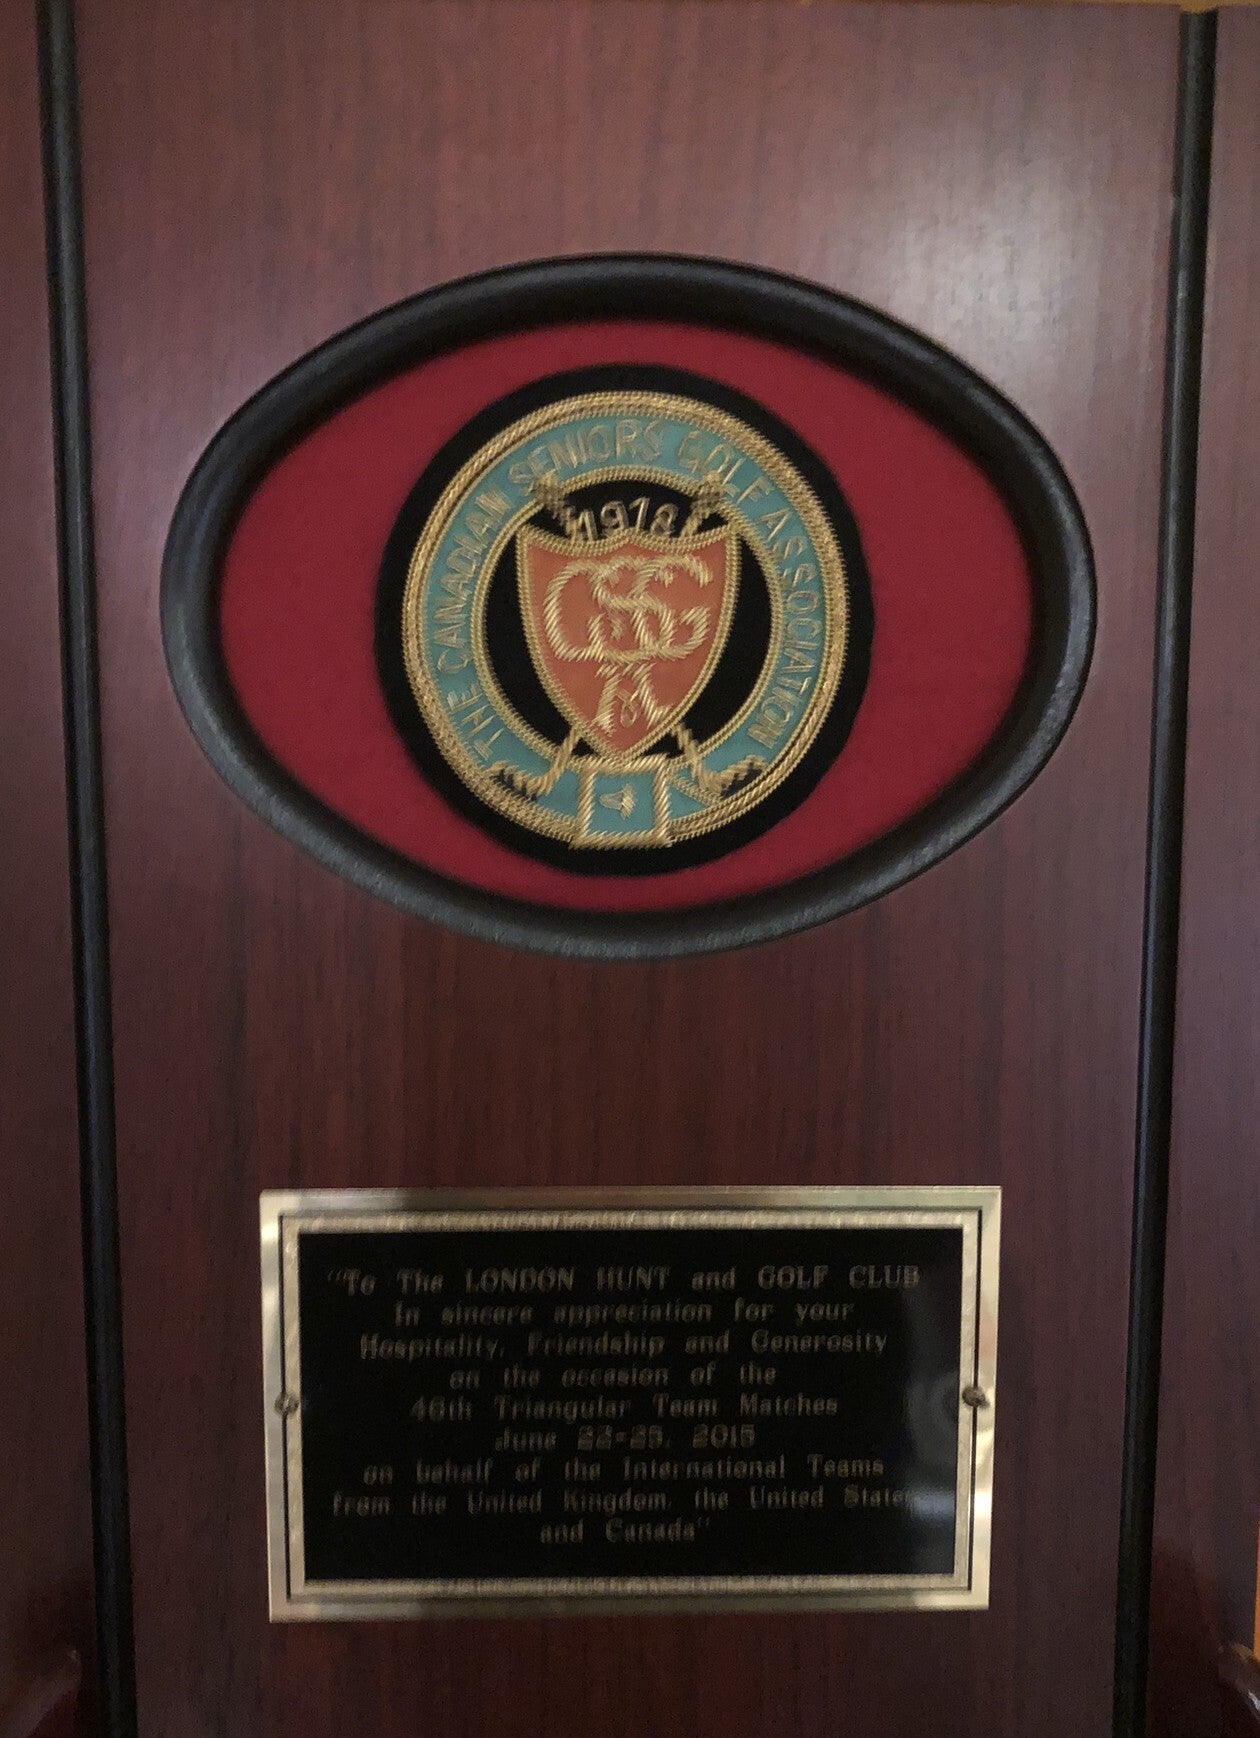 THE CANADIAN SENIORS GOLF ASSOCIATION
1918
CSGA
"To The LONDON HUNT and GOLF CLUB
In sincere appreciation for your
Hospitality, Friendship and Generosity
on the occasion of the
46th Triangular Team Matches
June 22-25, 2015
on behalf of the International Teams
from the United Kingdom, the United States
and Canada"